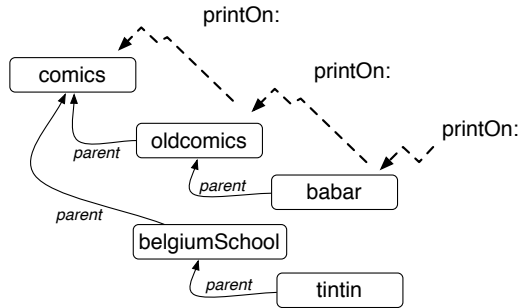 printOn:
comics
printOn:
oldcomics
printOn:
parent
parent
babar
parent
belgiumSchool
parent
tintin